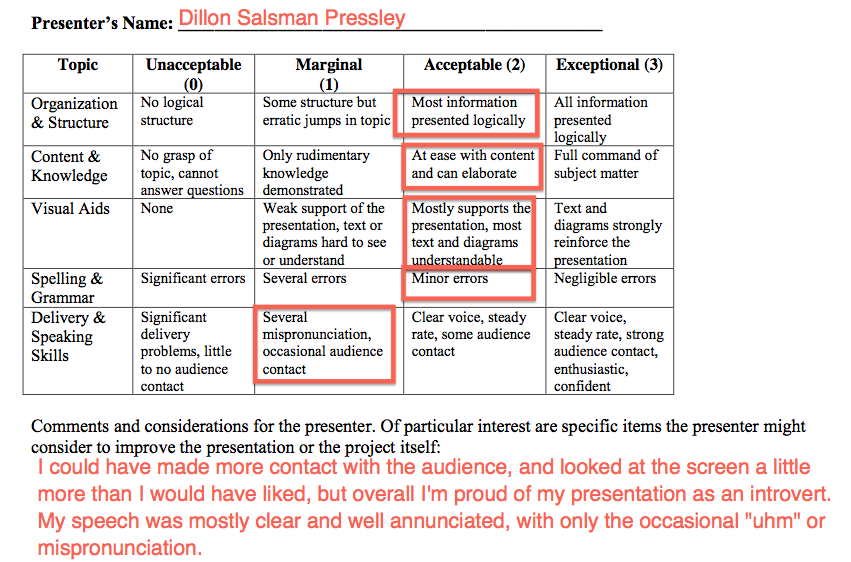 Presenter's Name: Dillon Salsman Pressley
Topic Unacceptable (0) Marginal (1) Acceptable (2) Exceptional (3)
Organization & Structure
No logical structure
Some structure but erratic jumps in topic
Most information presented logically
All information presented logically
Content & Knowledge
No grasp of topic, cannot answer questions
Only rudimentary knowledge demonstrated
At ease with content and can elaborate
Full command of subject matter
Visual Aids
None
Weak support of the presentation, text or diagrams hard to see or understand
Mostly supports the presentation, most text and diagrams understandable
Text and diagrams strongly reinforce the presentation
Spelling & Grammar
Significant errors
Several errors
Minor errors
Negligible errors
Delivery & Speaking Skills
Significant delivery problems, little to no audience contact
Several mispronunciation, occasional audience contact
Clear voice, steady rate, some audience contact
Clear voice, steady rate, strong audience contact, enthusiastic, confident
Comments and considerations for the presenter. Of particular interest are specific items the presenter might
consider to improve the presentation or the project itself:
I could have made more contact with the audience, and looked at the screen a little
more than I would have liked, but overall I'm proud of my presentation as an introvert.
My speech was mostly clear and well annunciated, with only the occasional "uhm" or
mispronunciation.